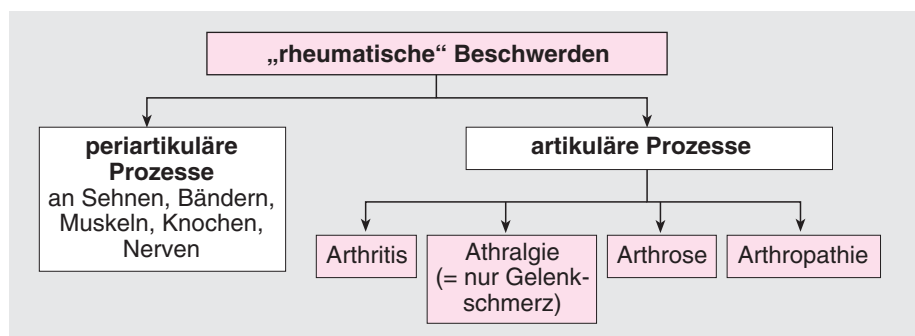 „rheumatische“ Beschwerden
periartikuläre
Prozesse
an Sehnen, Bändern,
Muskeln, Knochen,
Nerven
artikuläre Prozesse
Arthritis
Athralgie
(= nur Gelenk-
schmerz)
Arthrose
Arthropathie